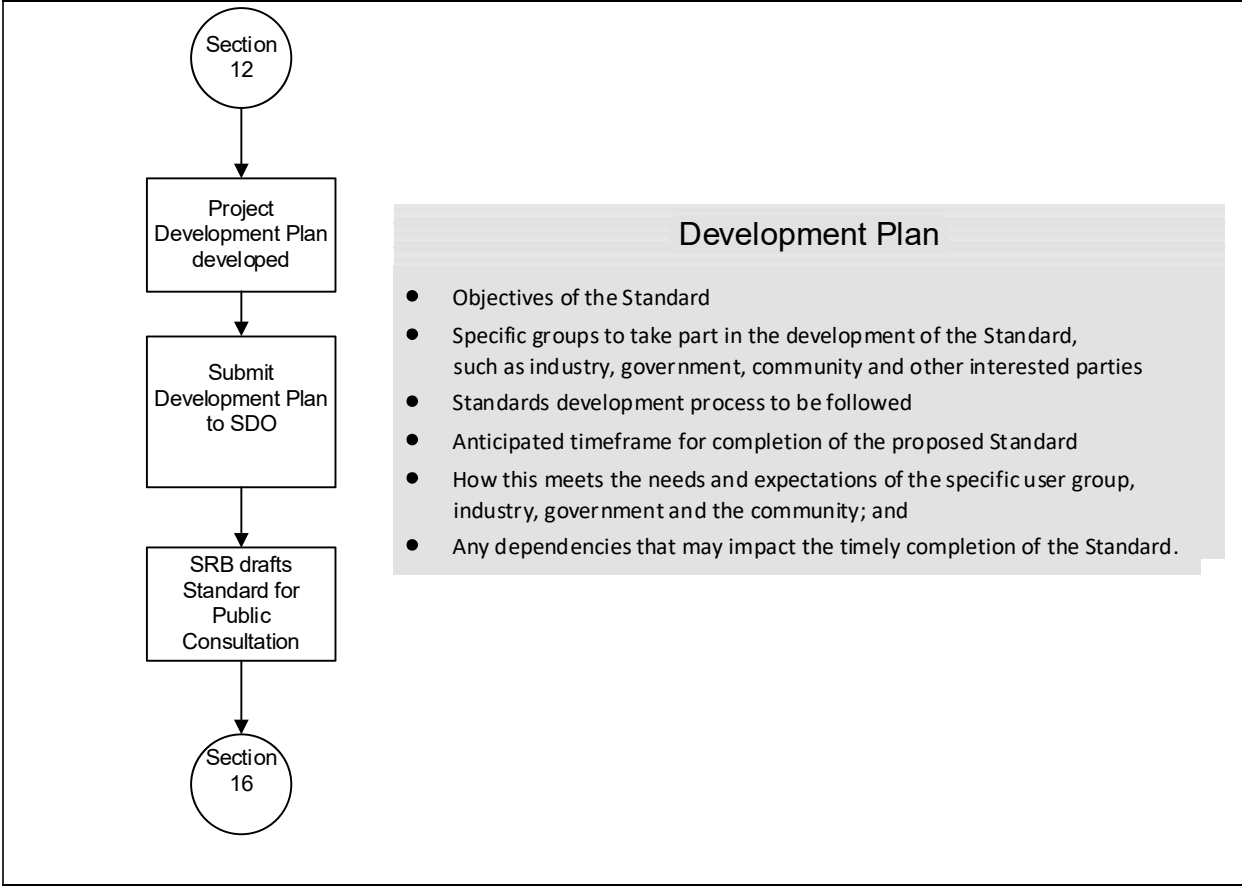 Section
12
Project
Development Plan
developed
Submit
Development Plan
to SDO
SRB drafts
Standard for
Public
Consultation
Section
16
Development Plan
● Objectives of the Standard
● Specific groups to take part in the development of the Standard,
such as industry, government, community and other interested parties
● Standards development process to be followed
● Anticipated timeframe for completion of the proposed Standard
● How this meets the needs and expectations of the specific user group,
industry, government and the community; and
● Any dependencies that may impact the timely completion of the Standard.